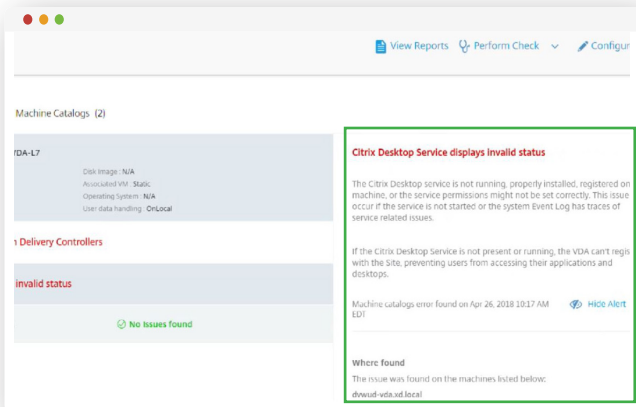 View Reports Perform Check Configur
Machine Catalogs (2)
/DA-L7
Disk Image : N/A
Associated VM : Static
Operating System : N/A
User data handling : OnLocal
n Delivery Controllers
invalid status
No Issues found
Citrix Desktop Service displays invalid status
The Citrix Desktop service is not running, properly installed, registered on
machine, or the service permissions might not be set correctly. This issue
occur if the service is not started or the system Event Log has traces of
service related issues.
If the Citrix Desktop Service is not present or running, the VDA can't regis
with the Site, preventing users from accessing their applications and
desktops.
Machine catalogs error found on Apr 26, 2018 10:17 AM
EDT
Hide Alert
Where found
The issue was found on the machines listed below:
dvwud-vda.xd.local